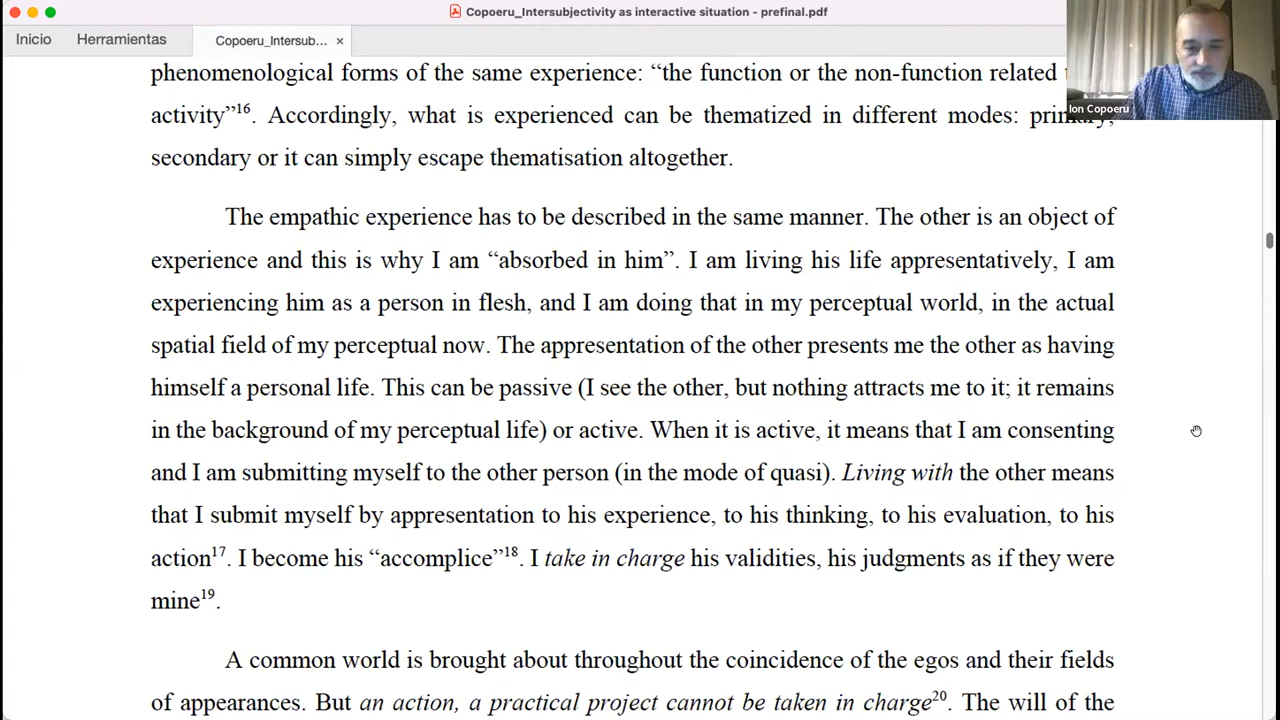 Copoeru_Intersubjectivity as interactive situation - prefinal.pdf
Inicio Herramientas Copoeru_Intersub... ×
phenomenological forms of the same experience: “the function or the non-function related
activity”16. Accordingly, what is experienced can be thematized in different modes: primary,
Ion Copoeru
secondary or it can simply escape thematisation altogether.
The empathic experience has to be described in the same manner. The other is an object of
experience and this is why I am “absorbed in him”. I am living his life appresentatively, I am
experiencing him as a person in flesh, and I am doing that in my perceptual world, in the actual
spatial field of my perceptual now. The appresentation of the other presents me the other as having
himself a personal life. This can be passive (I see the other, but nothing attracts me to it; it remains
in the background of my perceptual life) or active. When it is active, it means that I am consenting
and I am submitting myself to the other person (in the mode of quasi). Living with the other means
that I submit myself by appresentation to his experience, to his thinking, to his evaluation, to his
action17. I become his “accomplice”18. I take in charge his validities, his judgments as if they were
mine19.
A common world is brought about throughout the coincidence of the egos and their fields
of appearances. But an action, a practical project cannot be taken in charge20. The will of the